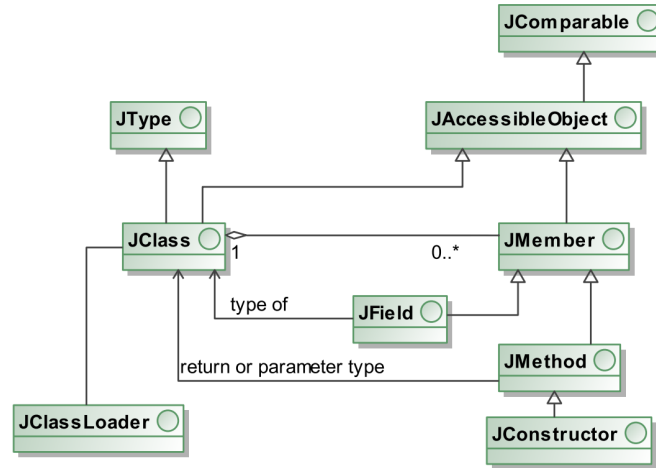 JComparable
JType
JAccessibleObject
JClass
1
0..*
JMember
type of
JField
return or parameter type
JMethod
JClassLoader
JConstructor